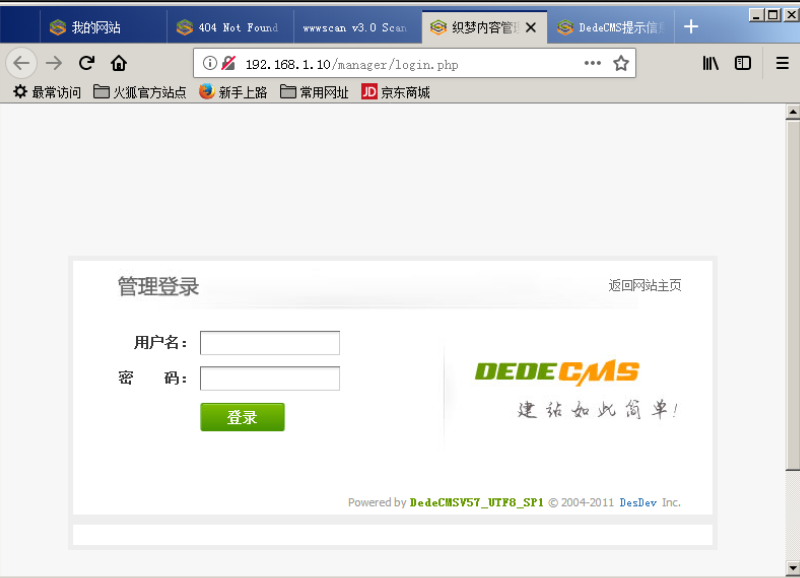 我的网站
404 Not Found
wwwscan v3.0 Scan
织梦内容管理
DedeCMS提示信息
192.168.1.10/manager/login.php
最常访问 火狐官方站点 新手上路 常用网址 JD 京东商城
管理登录 返回网站主页
用户名：
密 码：
登录
DEDECMS
建站如此简单!
Powered by DedeCMSV57_UTF8_SP1 © 2004-2011 DesDev Inc.